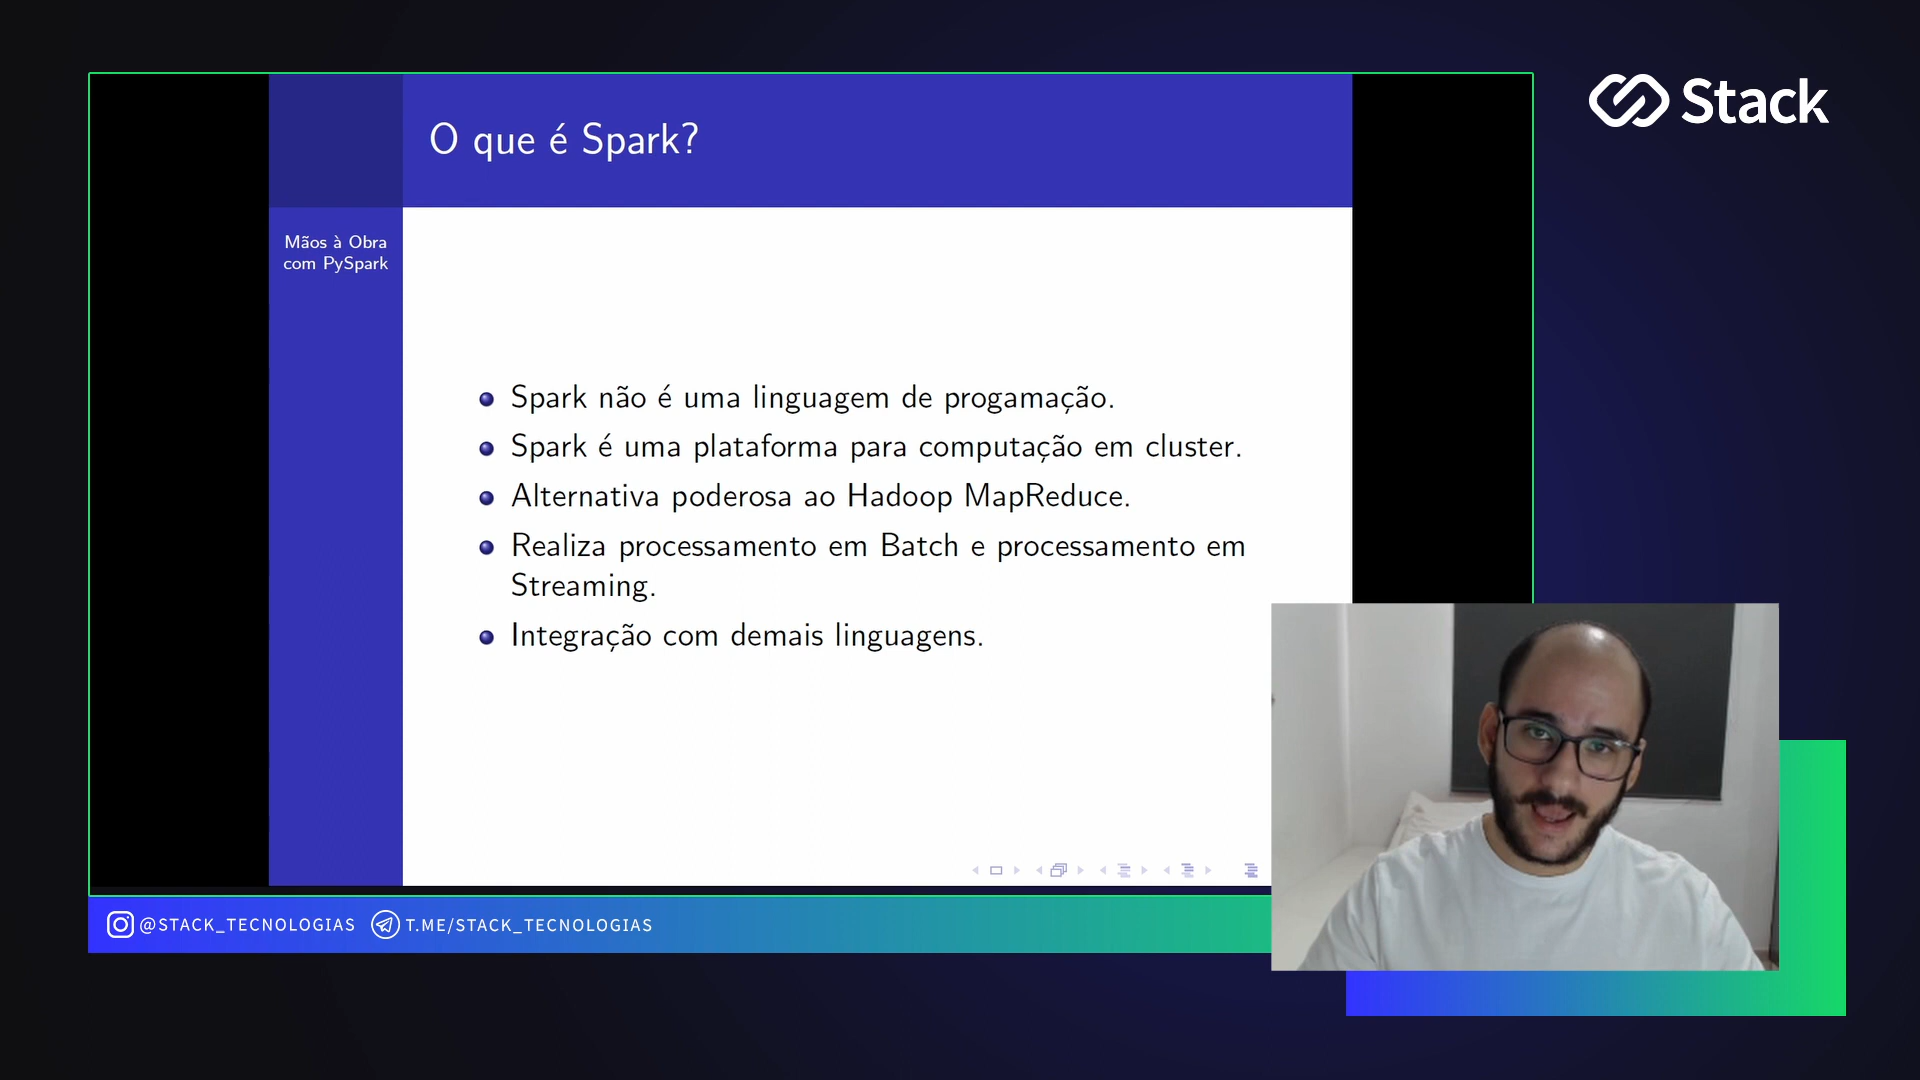 Stack
O que é Spark?
Mãos à Obra
com PySpark
Spark não é uma linguagem de progamação.
Spark é uma plataforma para computação em cluster.
Alternativa poderosa ao Hadoop MapReduce.
Realiza processamento em Batch e processamento em
Streaming.
Integração com demais linguagens.
@STACK_TECNOLOGIAS T.ME/STACK_TECNOLOGIAS